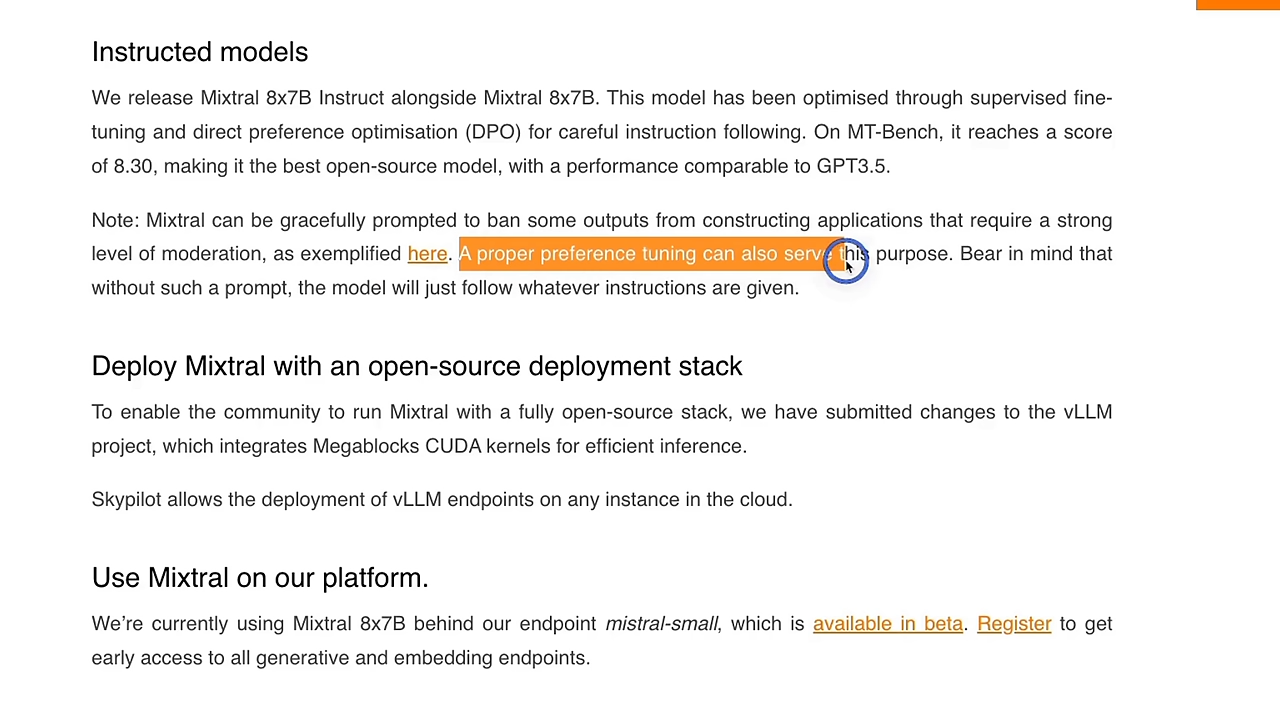 Instructed models
We release Mixtral 8x7B Instruct alongside Mixtral 8x7B. This model has been optimised through supervised fine-
tuning and direct preference optimisation (DPO) for careful instruction following. On MT-Bench, it reaches a score
of 8.30, making it the best open-source model, with a performance comparable to GPT3.5.
Note: Mixtral can be gracefully prompted to ban some outputs from constructing applications that require a strong
level of moderation, as exemplified here. A proper preference tuning can also serve this purpose. Bear in mind that
without such a prompt, the model will just follow whatever instructions are given.
Deploy Mixtral with an open-source deployment stack
To enable the community to run Mixtral with a fully open-source stack, we have submitted changes to the vLLM
project, which integrates Megablocks CUDA kernels for efficient inference.
Skypilot allows the deployment of vLLM endpoints on any instance in the cloud.
Use Mixtral on our platform.
We’re currently using Mixtral 8x7B behind our endpoint mistral-small, which is available in beta. Register to get
early access to all generative and embedding endpoints.